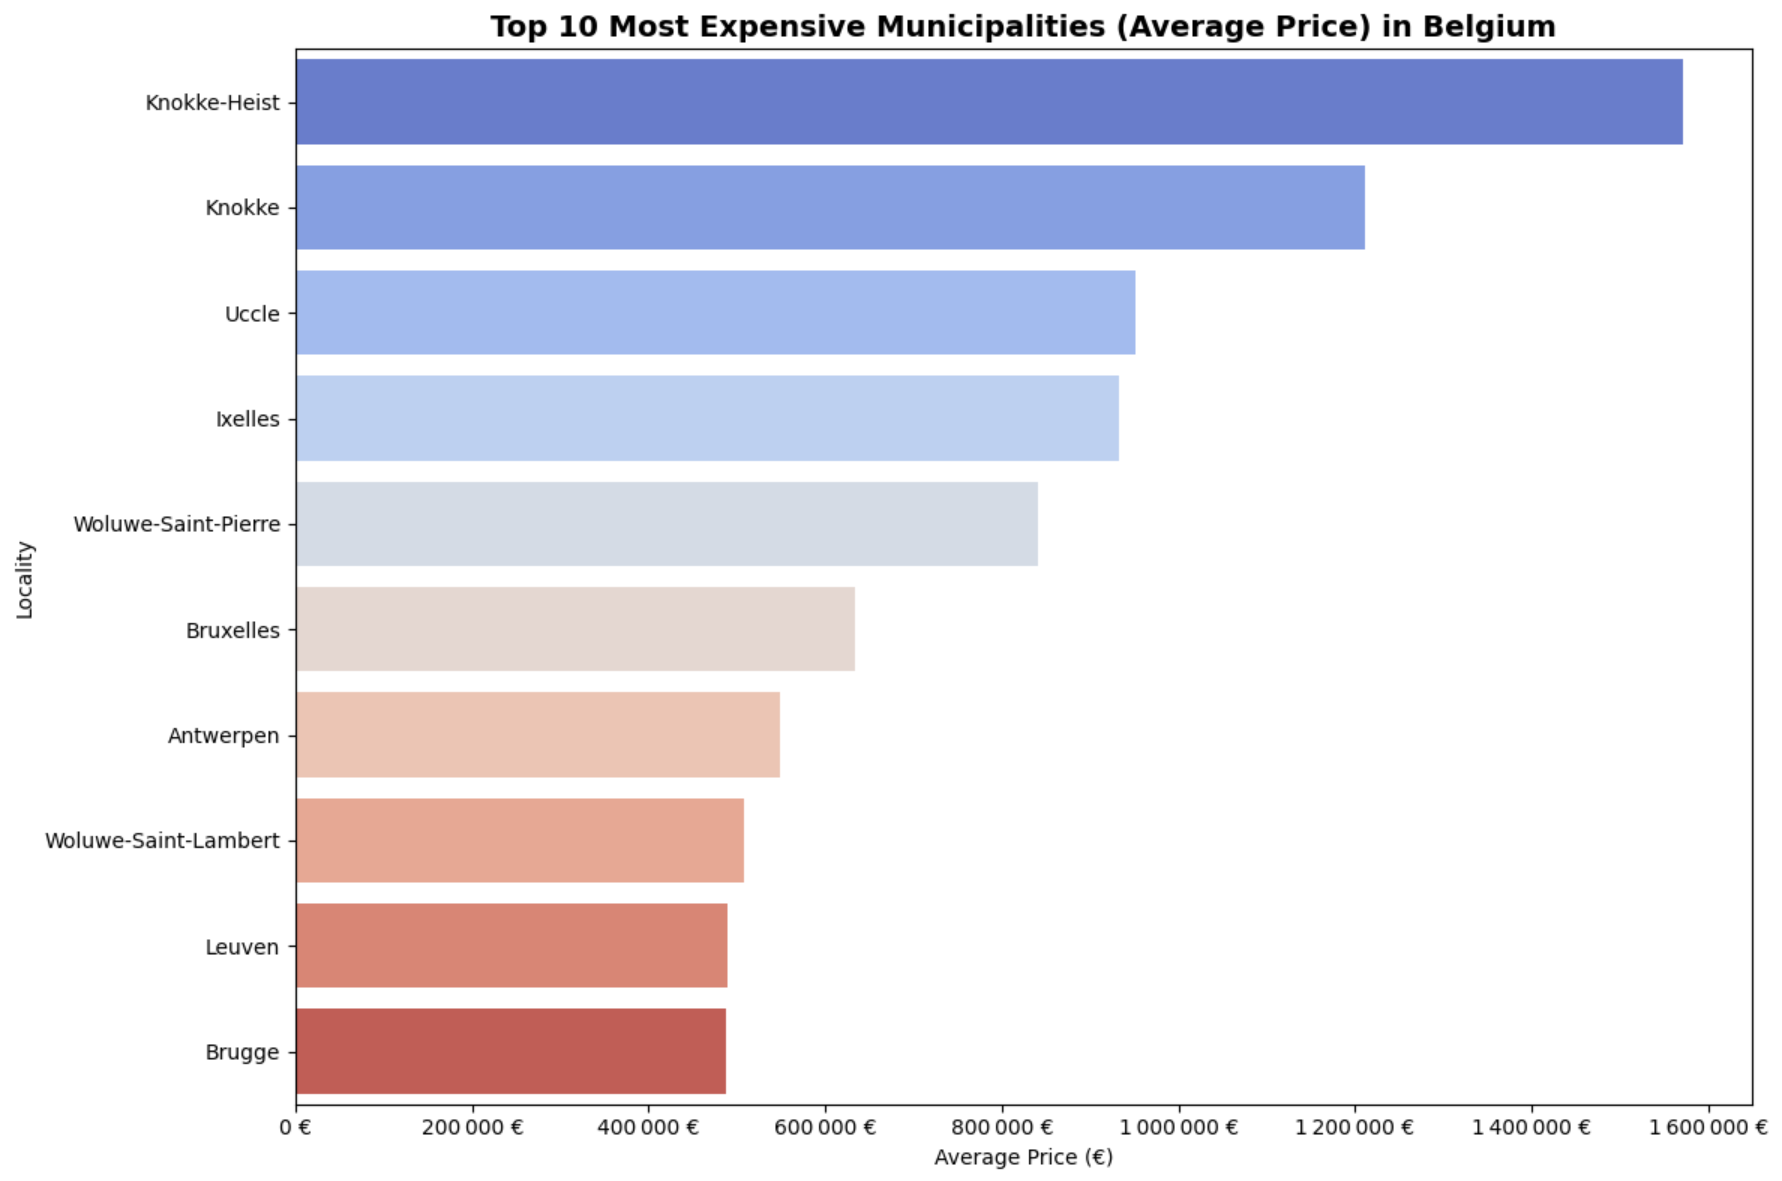 Top 10 Most Expensive Municipalities (Average Price) in Belgium
Locality
Knokke-Heist
Knokke
Uccle
Ixelles
Woluwe-Saint-Pierre
Bruxelles
Antwerpen
Woluwe-Saint-Lambert
Leuven
Brugge
0 € 200 000 € 400 000 € 600 000 € 800 000 € 1 000 000 € 1 200 000 € 1 400 000 € 1 600 000 €
Average Price (€)